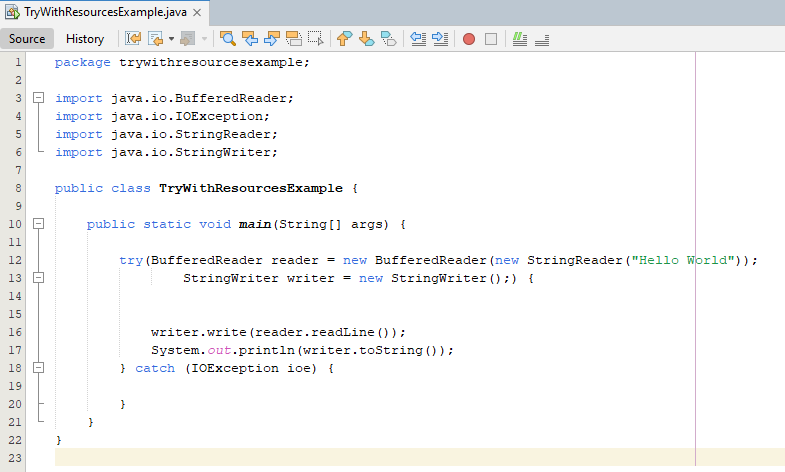 TryWithResourcesExample.java
Source History
1 package trywithresourcesexample;
2
3 import java.io.BufferedReader;
4 import java.io.IOException;
5 import java.io.StringReader;
6 import java.io.StringWriter;
7
8 public class TryWithResourcesExample {
9
10 public static void main(String[] args) {
11
12 try(BufferedReader reader = new BufferedReader(new StringReader("Hello World"));
13 StringWriter writer = new StringWriter();) {
14
15
16 writer.write(reader.readLine());
17 System.out.println(writer.toString());
18 } catch (IOException ioe) {
19
20 }
21 }
22 }
23